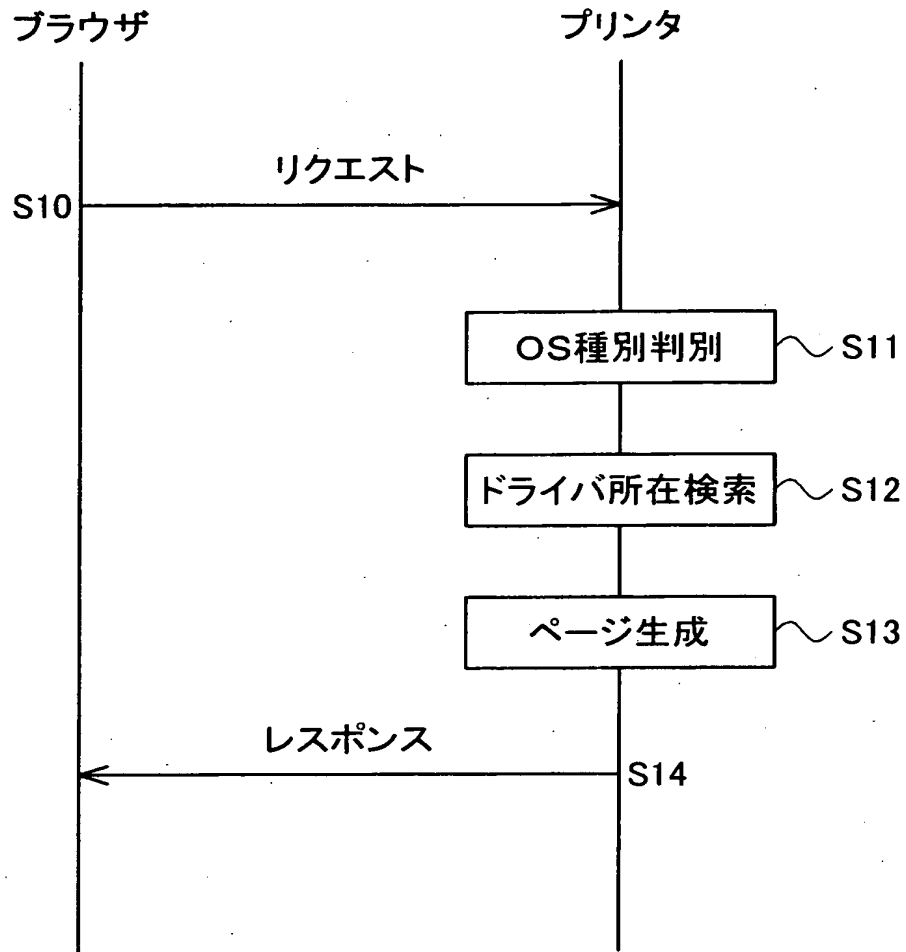 ブラウザ
プリンタ
リクエスト
S10
OS種別判別
S11
ドライバ所在検索
S12
ページ生成
S13
レスポンス
S14